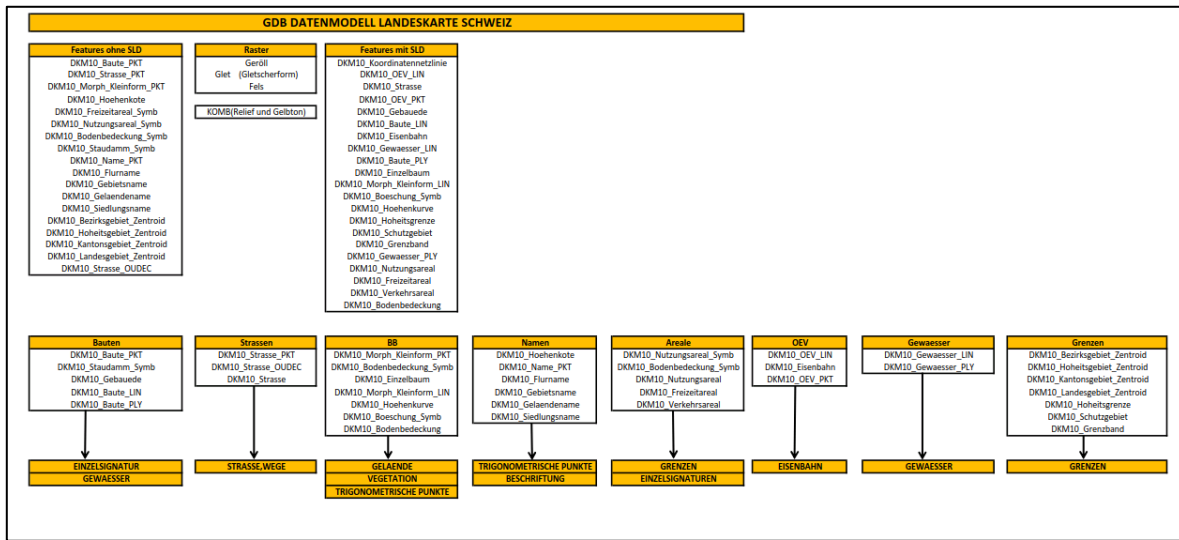 GDB DATENMODELL LANDESKARTE SCHWEIZ
Features ohne SLD
DKM10_Baute_PKT
DKM10_Strasse_PKT
DKM10_Morph_Kleinform_PKT
DKM10_Hoehenkote
DKM10_Freizeitareal_Symb
DKM10_Nutzungsareal_Symb
DKM10_Bodenbedeckung_Symb
DKM10_Staudamm_Symb
DKM10_Name_PKT
DKM10_Flurname
DKM10_Gebietsname
DKM10_Gelaendename
DKM10_Siedlungsname
DKM10_Bezirksgebiet_Zentroid
DKM10_Hoheitsgebiet_Zentroid
DKM10_Kantonsgebiet_Zentroid
DKM10_Landesgebiet_Zentroid
DKM10_Strasse_OUDEC
Raster
Geröll
Glet (Gletscherform)
Fels
KOMB(Relief und Gelbton)
Features mit SLD
DKM10_Koordinatennetzlinie
DKM10_OEV_LIN
DKM10_Strasse
DKM10_OEV_PKT
DKM10_Gebauede
DKM10_Baute_LIN
DKM10_Eisenbahn
DKM10_Gewaesser_LIN
DKM10_Baute_PLY
DKM10_Einzelbaum
DKM10_Morph_Kleinform_LIN
DKM10_Boeschung_Symb
DKM10_Hoehenkurve
DKM10_Hoheitsgrenze
DKM10_Schutzgebiet
DKM10_Grenzband
DKM10_Gewaesser_PLY
DKM10_Nutzungsareal
DKM10_Freizeitareal
DKM10_Verkehrsareal
DKM10_Bodenbedeckung
Bauten
DKM10_Baute_PKT
DKM10_Staudamm_Symb
DKM10_Gebauede
DKM10_Baute_LIN
DKM10_Baute_PLY
EINZELSIGNATUR
GEWAESSER
Strassen
DKM10_Strasse_PKT
DKM10_Strasse_OUDEC
DKM10_Strasse
STRASSE,WEGE
BB
DKM10_Morph_Kleinform_PKT
DKM10_Bodenbedeckung_Symb
DKM10_Einzelbaum
DKM10_Morph_Kleinform_LIN
DKM10_Hoehenkurve
DKM10_Boeschung_Symb
DKM10_Bodenbedeckung
GELAENDE
VEGETATION
TRIGONOMETRISCHE PUNKTE
Namen
DKM10_Hoehenkote
DKM10_Name_PKT
DKM10_Flurname
DKM10_Gebietsname
DKM10_Gelaendename
DKM10_Siedlungsname
TRIGONOMETRISCHE PUNKTE
BESCHRIFTUNG
Areale
DKM10_Nutzungsareal_Symb
DKM10_Bodenbedeckung_Symb
DKM10_Nutzungsareal
DKM10_Freizeitareal
DKM10_Verkehrsareal
GRENZEN
EINZELSIGNATUREN
OEV
DKM10_OEV_LIN
DKM10_Eisenbahn
DKM10_OEV_PKT
EISENBAHN
Gewaesser
DKM10_Gewaesser_LIN
DKM10_Gewaesser_PLY
GEWAESSER
Grenzen
DKM10_Bezirksgebiet_Zentroid
DKM10_Hoheitsgebiet_Zentroid
DKM10_Kantonsgebiet_Zentroid
DKM10_Landesgebiet_Zentroid
DKM10_Hoheitsgrenze
DKM10_Schutzgebiet
DKM10_Grenzband
GRENZEN